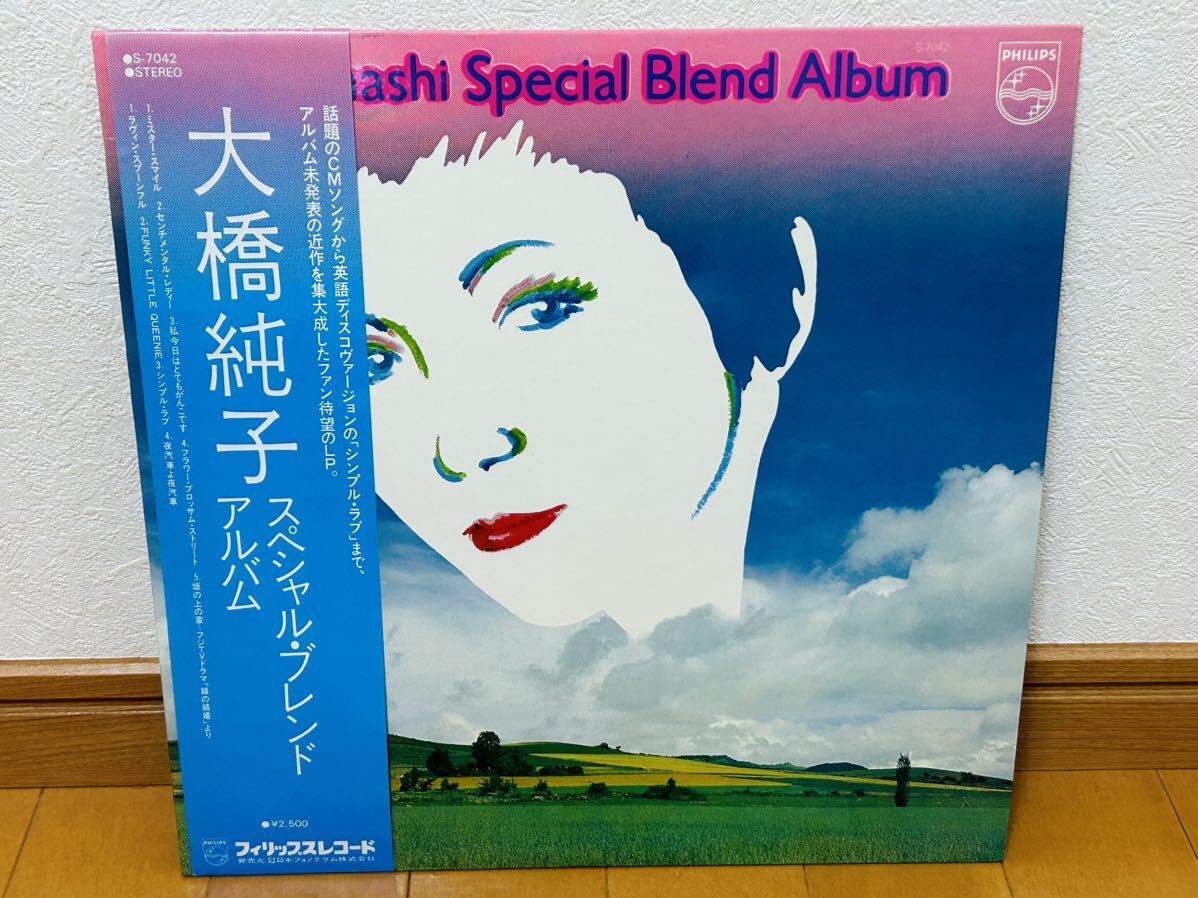 ●S-7042
●STEREO
ashi Special Blend Album
S-7042
PHILIPS
話題のCMソングから英語ディスコヴァージョンの「シンプル・ラブ」まで、
アルバム未発表の近作を集大成したファン待望のLP。
大橋純子
スペシャル・ブレンド
アルバム
1.ミスター・スマイル 2.センチメンタル・レディー 3.私今日はとてもがんこです 4.フラワー・ブロッサム・ストリート 5.坂の上の家-フジTVドラマ「娘の結婚」より
1.ラヴィン・スプーンフル 2.FUNKY LITTLE QUEENIE 3.シンプル・ラブ 4.夜汽車よ夜汽車
●¥2,500
PHILIPS
フィリップスレコード
発売元 日本フォノグラム株式会社